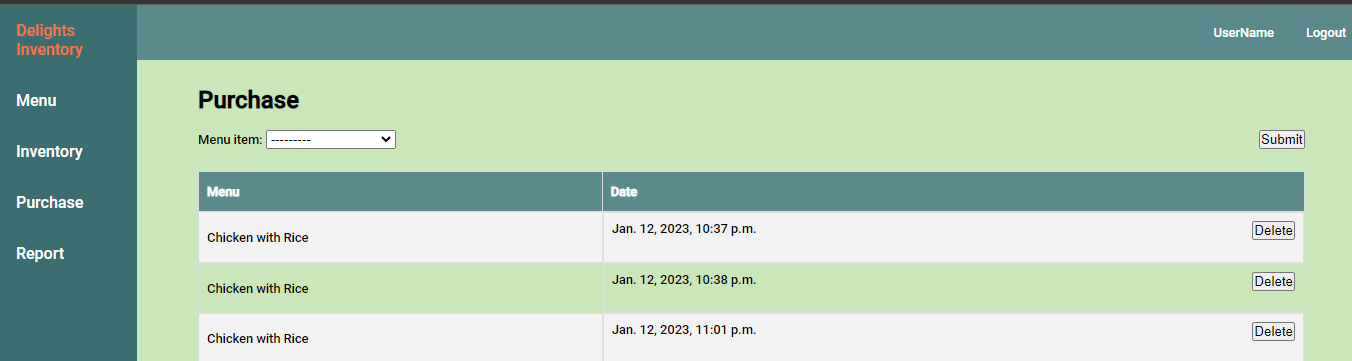 Delights
Inventory
UserName Logout
Menu
Inventory
Purchase
Report
Purchase
Menu item: --------- Submit
Menu Date
Chicken with Rice Jan. 12, 2023, 10:37 p.m. Delete
Chicken with Rice Jan. 12, 2023, 10:38 p.m. Delete
Chicken with Rice Jan. 12, 2023, 11:01 p.m. Delete